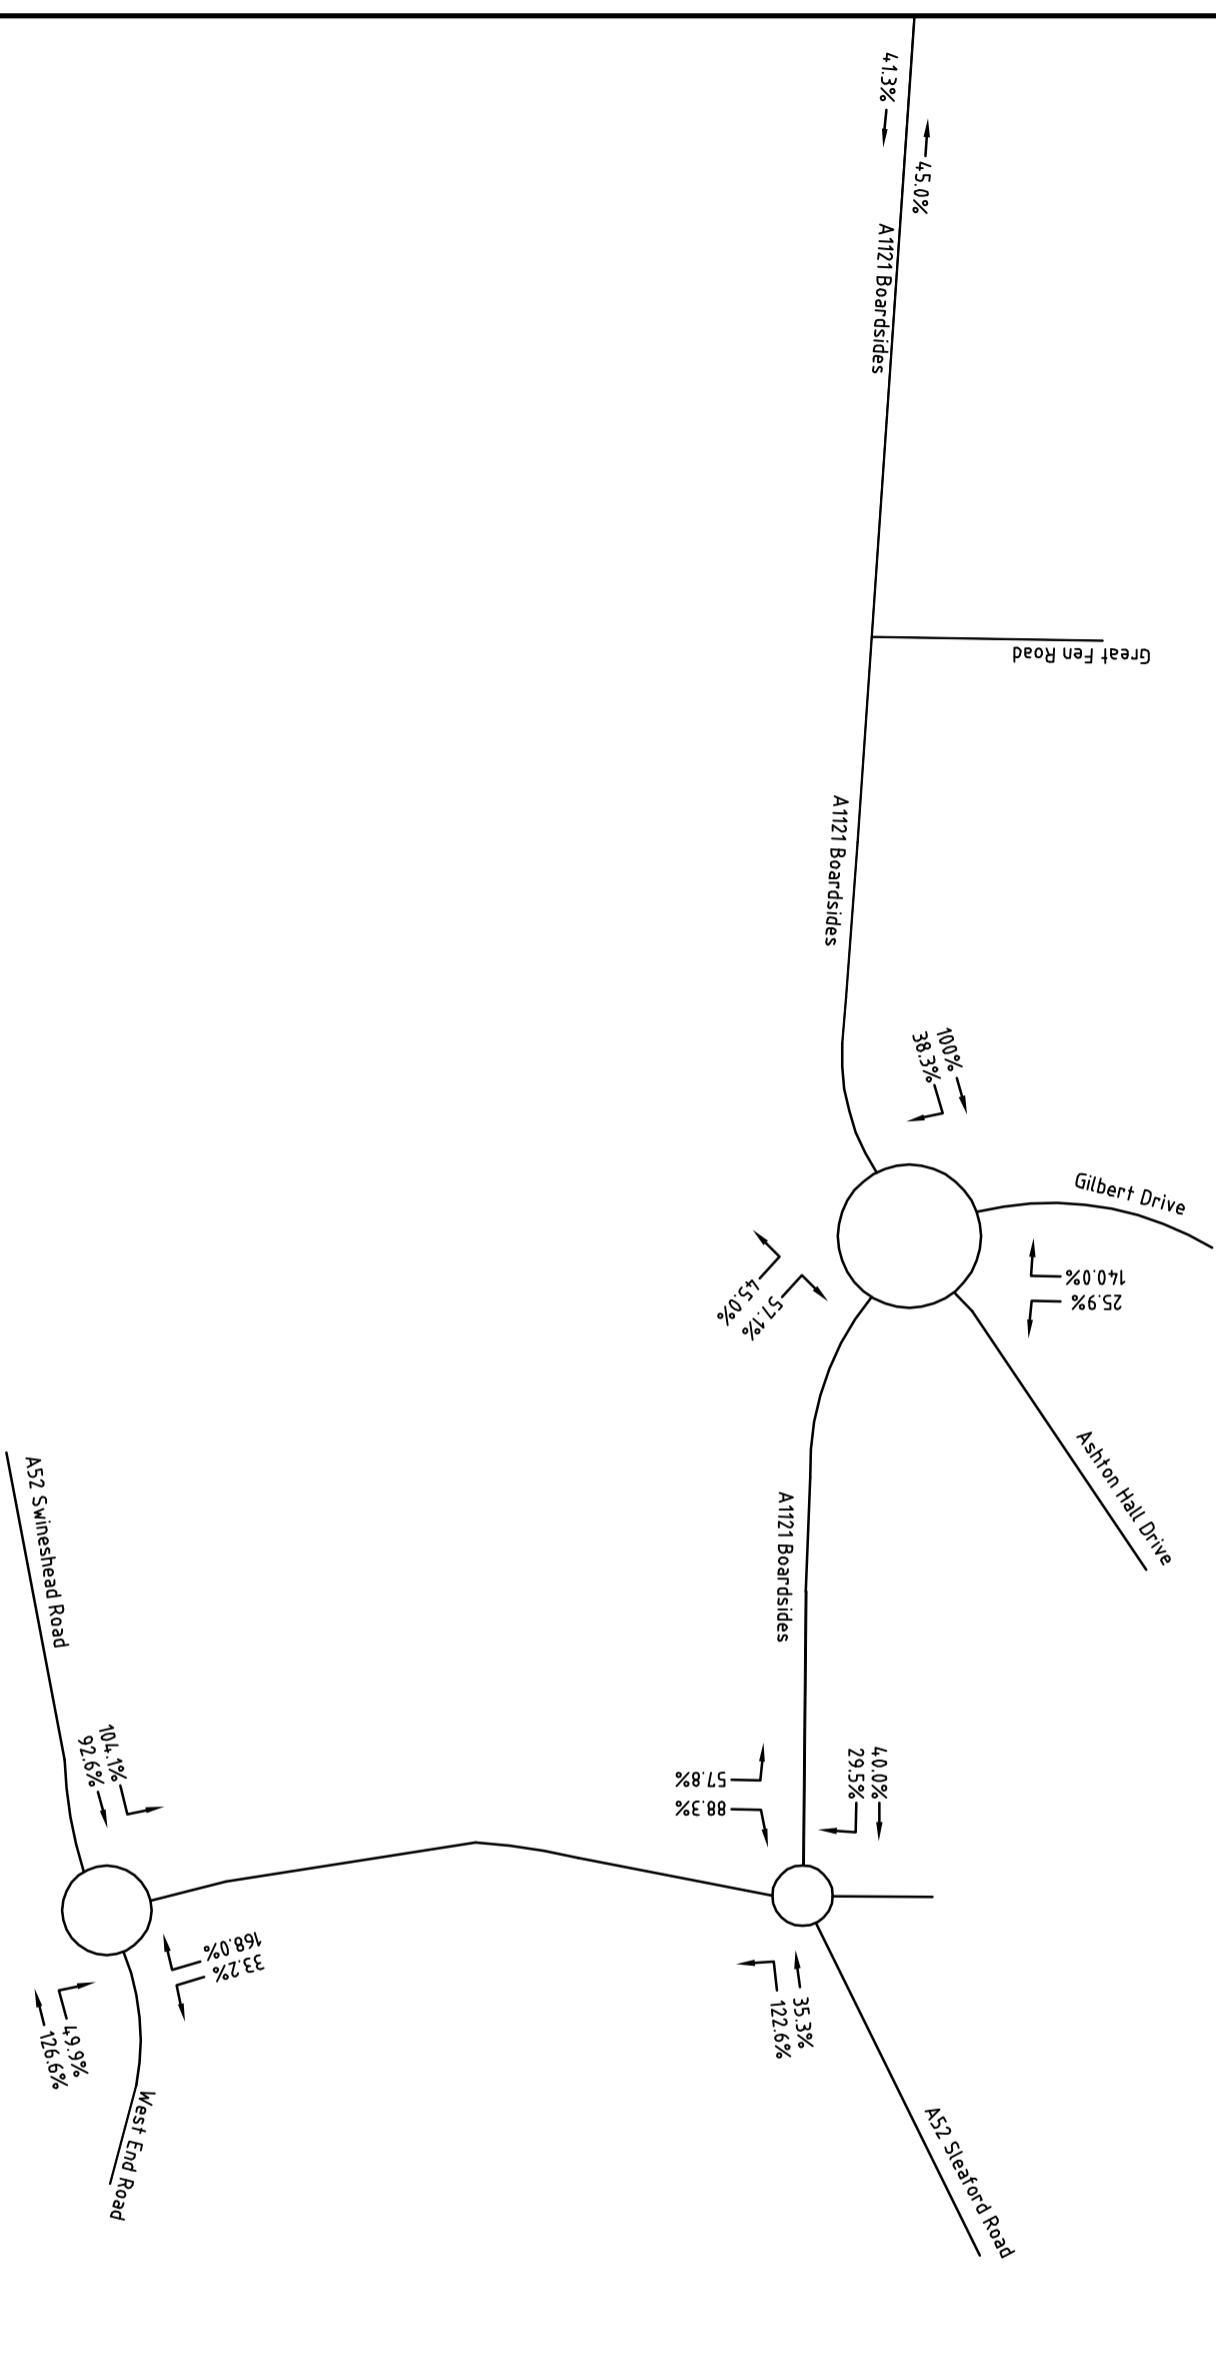 41.3%
45.0%
A1121 Boardsides
Great Fen Road
A1121 Boardsides
100%
38.3%
Gilbert Drive
140.0%
25.9%
45.0%
57.1%
Ashton Hall Drive
A1121 Boardsides
A52 Swineshead Road
104.1%
92.6%
57.8%
88.3%
40.0%
29.5%
168.0%
33.2%
49.9%
126.6%
35.3%
122.6%
West End Road
A52 Sleaford Road